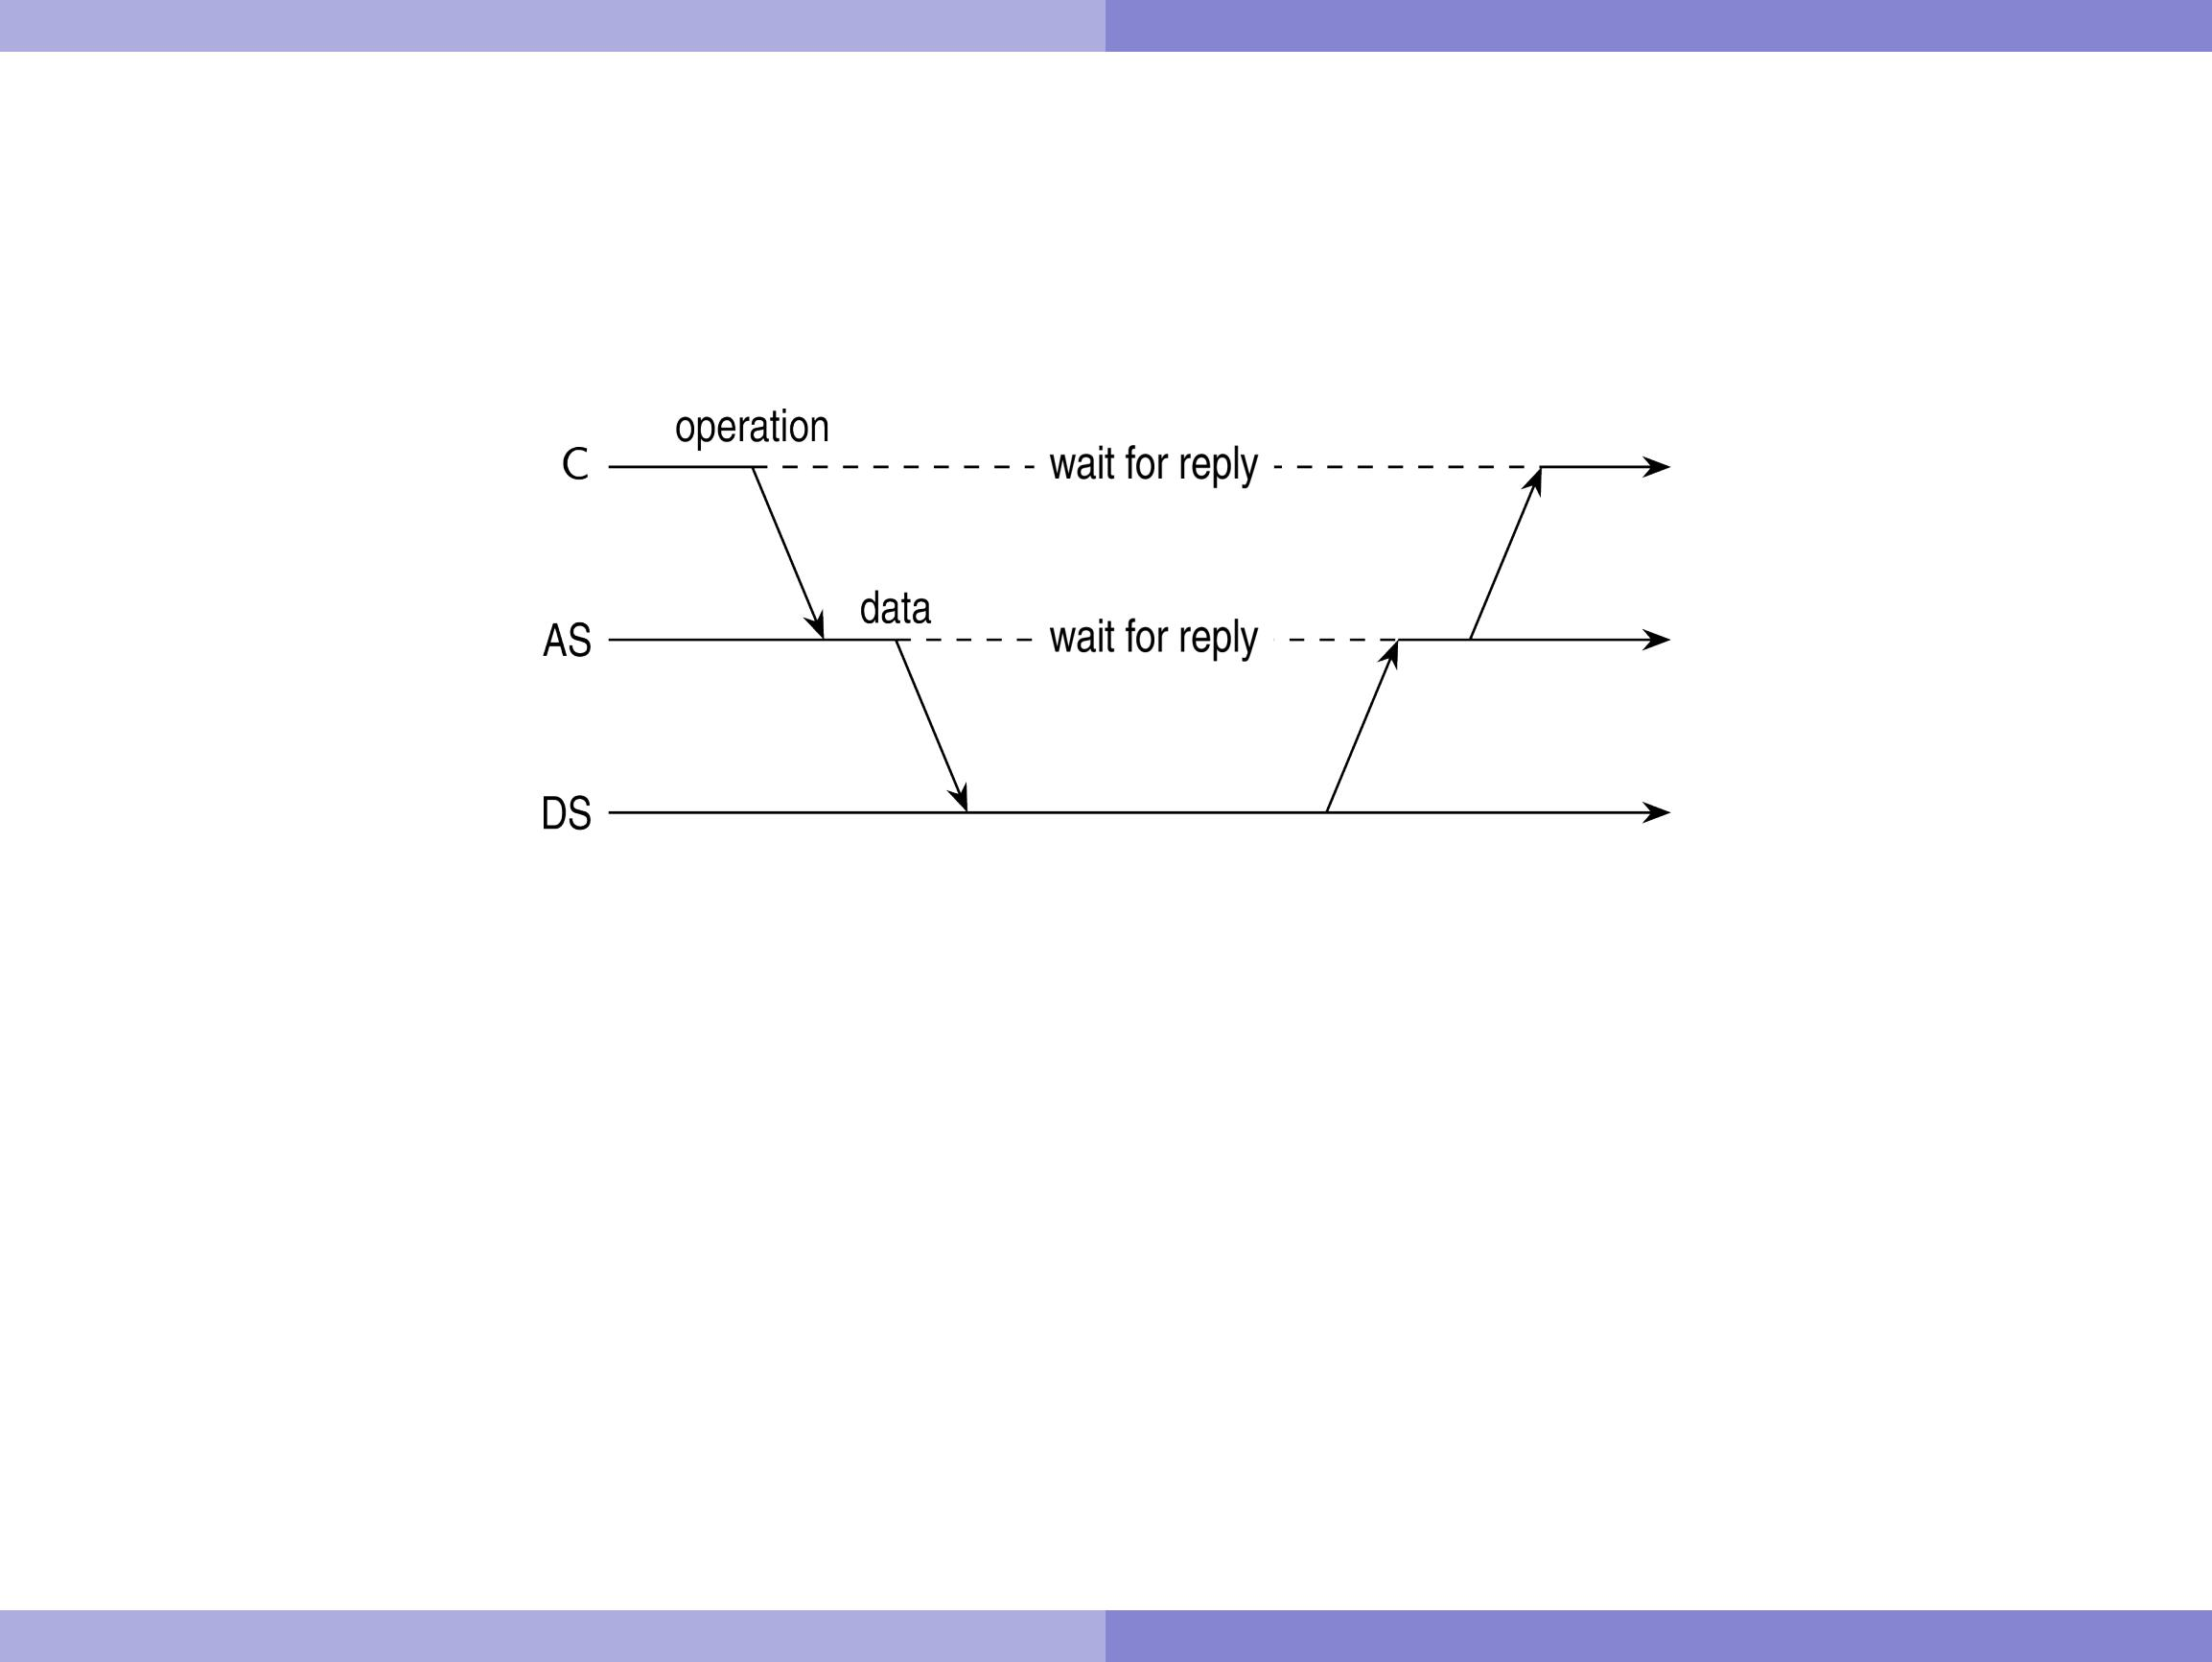 operation
C wait for reply
data
AS wait for reply
DS